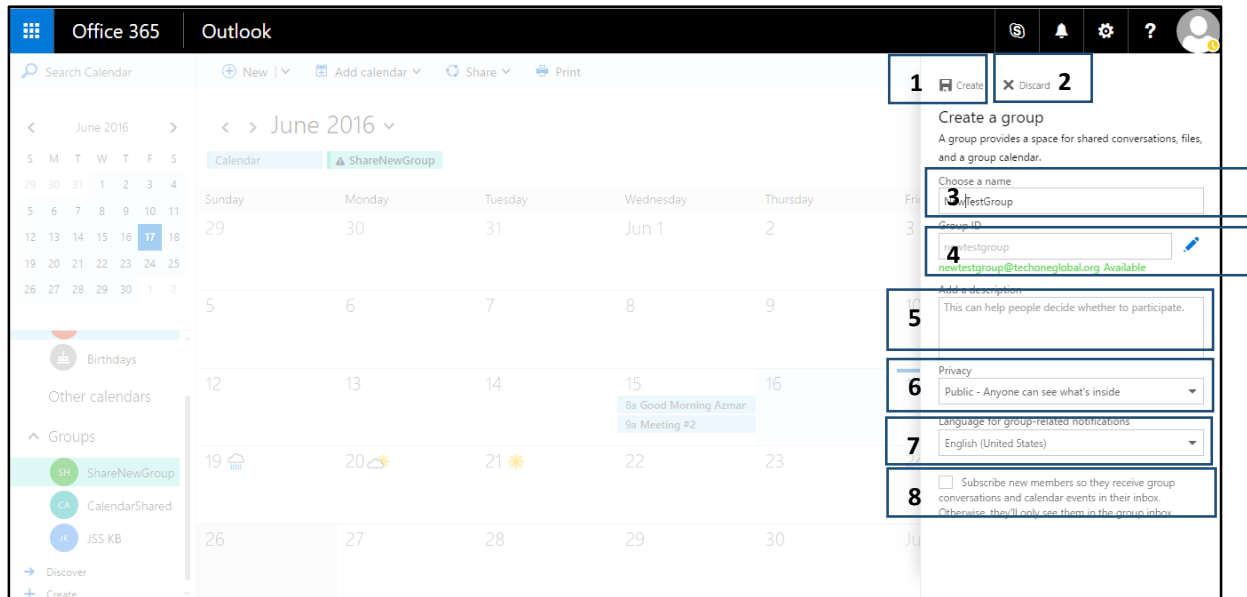 Office 365
Outlook
?
Search Calendar
New
Add calendar
Share
Print
June 2016
S M T W T F S
29 30 31 1 2 3 4
5 6 7 8 9 10 11
12 13 14 15 16 17 18
19 20 21 22 23 24 25
26 27 28 29 30 1 2
Birthdays
Other calendars
Groups
SH ShareNewGroup
CA CalendarShared
JK JSS KB
Discover
Create
June 2016
Calendar
ShareNewGroup
Sunday Monday Tuesday Wednesday Thursday
29 30 31 Jun 1 2 3
5 6 7 8 9 10
12 13 14 15 16
8a Good Morning Azmar
9a Meeting #2
19 20 21 22 23
26 27 28 29 30
1 Create
Discard 2
Create a group
A group provides a space for shared conversations, files,
and a group calendar.
Choose a name
3
NewTestGroup
Group ID
4
newtestgroup
newtestgroup@techoneglobal.org Available
Add a description
5
This can help people decide whether to participate.
Privacy
6
Public - Anyone can see what's inside
Language for group-related notifications
7
English (United States)
8
Subscribe new members so they receive group
conversations and calendar events in their inbox.
Otherwise, they'll only see them in the group inbox